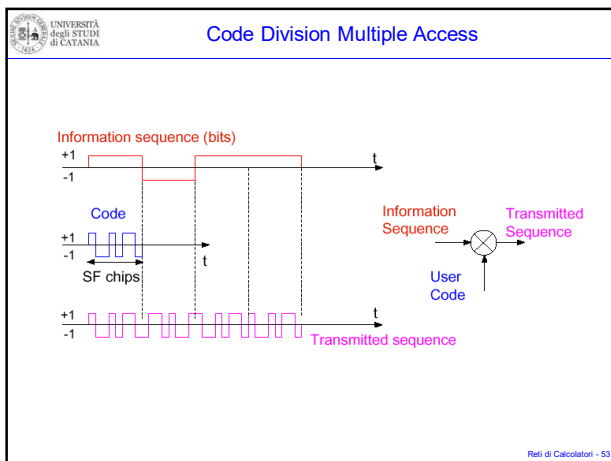 UNIVERSITÀ
degli STUDI
di CATANIA
Code Division Multiple Access
Information sequence (bits)
+1
-1
t
Code
+1
-1
t
SF chips
+1
-1
Transmitted sequence
Information
Sequence
Transmitted
Sequence
User
Code
Reti di Calcolatori - 53